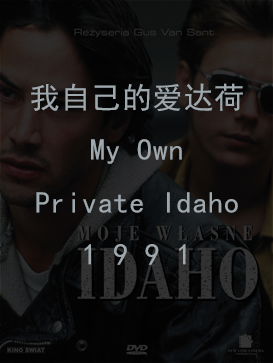 Reżyseria Gus Van Sant
我自己的爱达荷
My Own
Private Idaho
MOJE WŁASNE
1991
IDAHO
KINO ŚWIAT
DVD